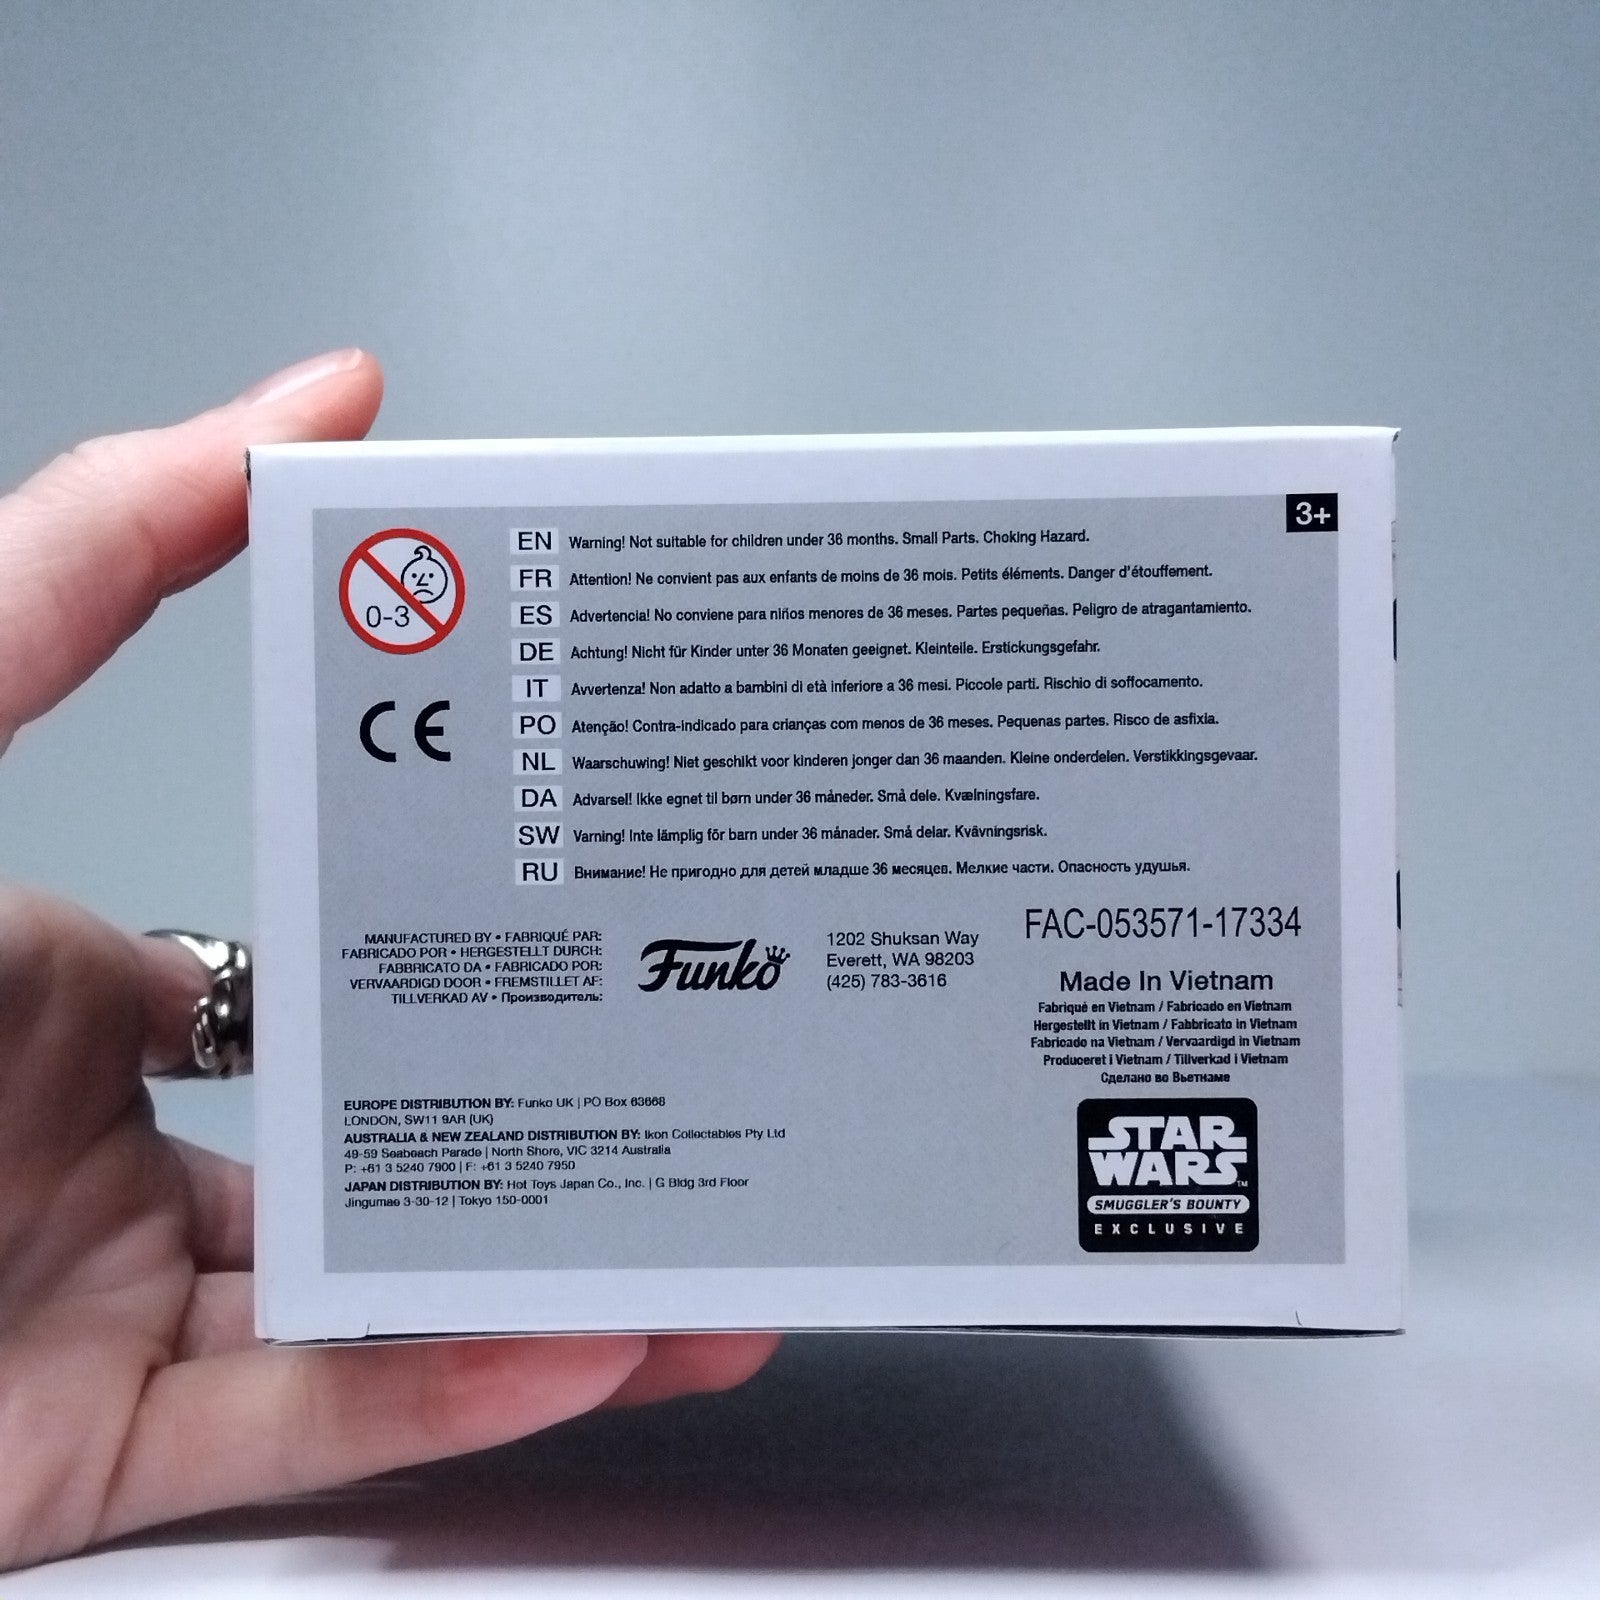 3+
0-3
CE
EN Warning! Not suitable for children under 36 months. Small Parts. Choking Hazard.
FR Attention! Ne convient pas aux enfants de moins de 36 mois. Petits éléments. Danger d'étouffement.
ES Advertencia! No conviene para niños menores de 36 meses. Partes pequeñas. Peligro de atragantamiento.
DE Achtung! Nicht für Kinder unter 36 Monaten geeignet. Kleinteile. Erstickungsgefahr.
IT Avvertenza! Non adatto a bambini di età inferiore a 36 mesi. Piccole parti. Rischio di soffocamento.
PO Atenção! Contra-indicado para crianças com menos de 36 meses. Pequenas partes. Risco de asfixia.
NL Waarschuwing! Niet geschikt voor kinderen jonger dan 36 maanden. Kleine onderdelen. Verstikkingsgevaar.
DA Advarsel! Ikke egnet til børn under 36 måneder. Små dele. Kvælningsfare.
SW Varning! Inte lämplig för barn under 36 månader. Små delar. Kvävningsrisk.
RU Внимание! Не пригодно для детей младше 36 месяцев. Мелкие части. Опасность удушья.
MANUFACTURED BY • FABRIQUÉ PAR:
FABRICADO POR • HERGESTELLT DURCH:
FABBRICATO DA • FABRICADO POR:
VERVAARDIGD DOOR • FREMSTILLET AF:
TILLVERKAD AV • Производитель:
Funko
1202 Shuksan Way
Everett, WA 98203
(425) 783-3616
FAC-053571-17334
Made In Vietnam
Fabriqué en Vietnam / Fabricado en Vietnam
Hergestellt in Vietnam / Fabbricato in Vietnam
Fabricado na Vietnam / Vervaardigd in Vietnam
Produceret i Vietnam / Tillverkad i Vietnam
Сделано во Вьетнаме
EUROPE DISTRIBUTION BY: Funko UK | PO Box 63668
LONDON, SW11 9AR (UK)
AUSTRALIA & NEW ZEALAND DISTRIBUTION BY: Ikon Collectables Pty Ltd
49-59 Seabeach Parade | North Shore, VIC 3214 Australia
P: +61 3 5240 7900 | F: +61 3 5240 7950
JAPAN DISTRIBUTION BY: Hot Toys Japan Co., Inc. | G Bldg 3rd Floor
Jingumae 3-30-12 | Tokyo 150-0001
STAR
WARS™
SMUGGLER'S BOUNTY
EXCLUSIVE